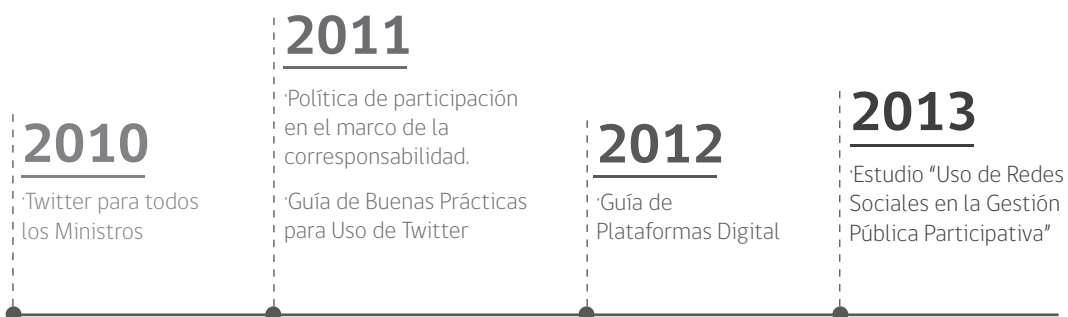 2010
·Twitter para todos
los Ministros
2011
·Política de participación
en el marco de la
corresponsabilidad.
·Guía de Buenas Prácticas
para Uso de Twitter
2012
·Guía de
Plataformas Digital
2013
·Estudio “Uso de Redes
Sociales en la Gestión
Pública Participativa”